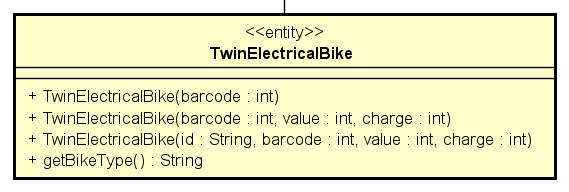 <<entity>>
TwinElectricalBike
+ TwinElectricalBike(barcode : int)
+ TwinElectricalBike(barcode : int, value : int, charge : int)
+ TwinElectricalBike(id : String, barcode : int, value : int, charge : int)
+ getBikeType() : String